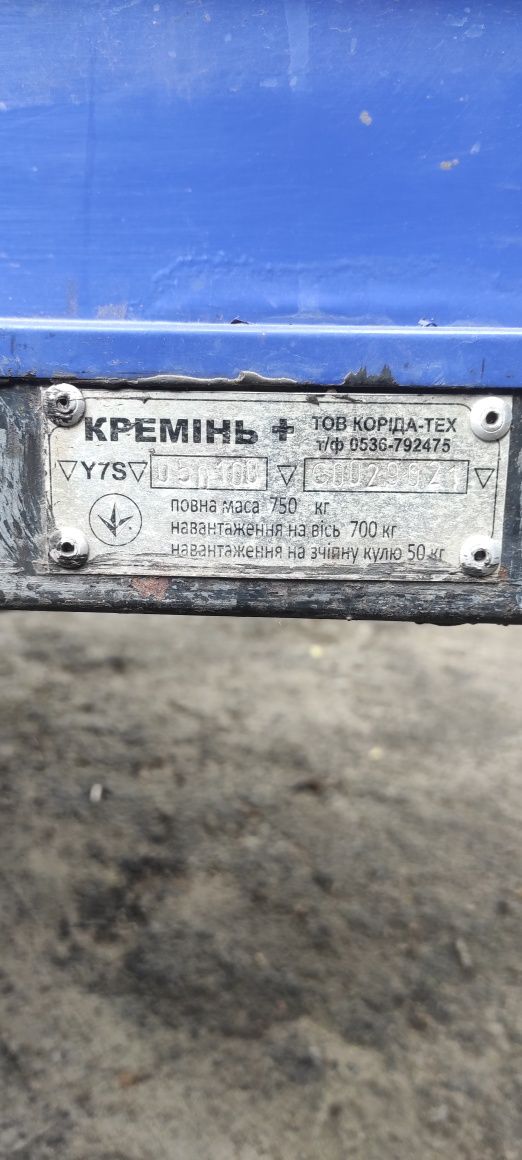 КРЕМІНЬ +
ТОВ КОРІДА-ТЕХ
т/ф 0536-792475
Y7S
повна маса 750 кг
навантаження на вісь 700 кг
навантаження на зчіпну кулю 50 кг